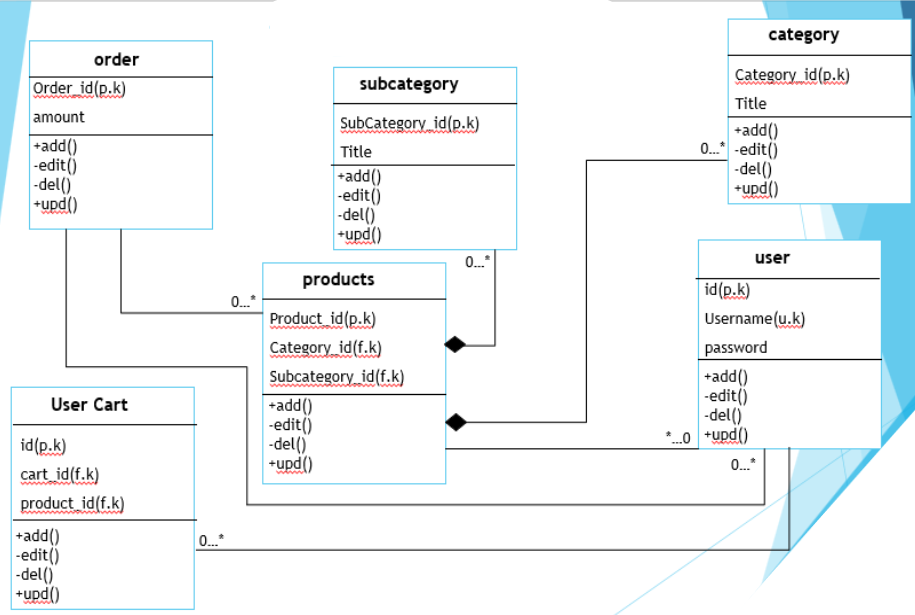 order
Order_id(p.k)
amount
+add()
-edit()
-del()
+upd()
subcategory
SubCategory_id(p.k)
Title
+add()
-edit()
-del()
+upd()
0...*
category
Category_id(p.k)
Title
+add()
-edit()
-del()
+upd()
0...*
products
Product_id(p.k)
Category_id(f.k)
Subcategory_id(f.k)
+add()
-edit()
-del()
+upd()
0...*
user
id(p.k)
Username(u.k)
password
+add()
-edit()
-del()
+upd()
*...0
0...*
User Cart
id(p.k)
cart_id(f.k)
product_id(f.k)
+add()
-edit()
-del()
+upd()
0...*